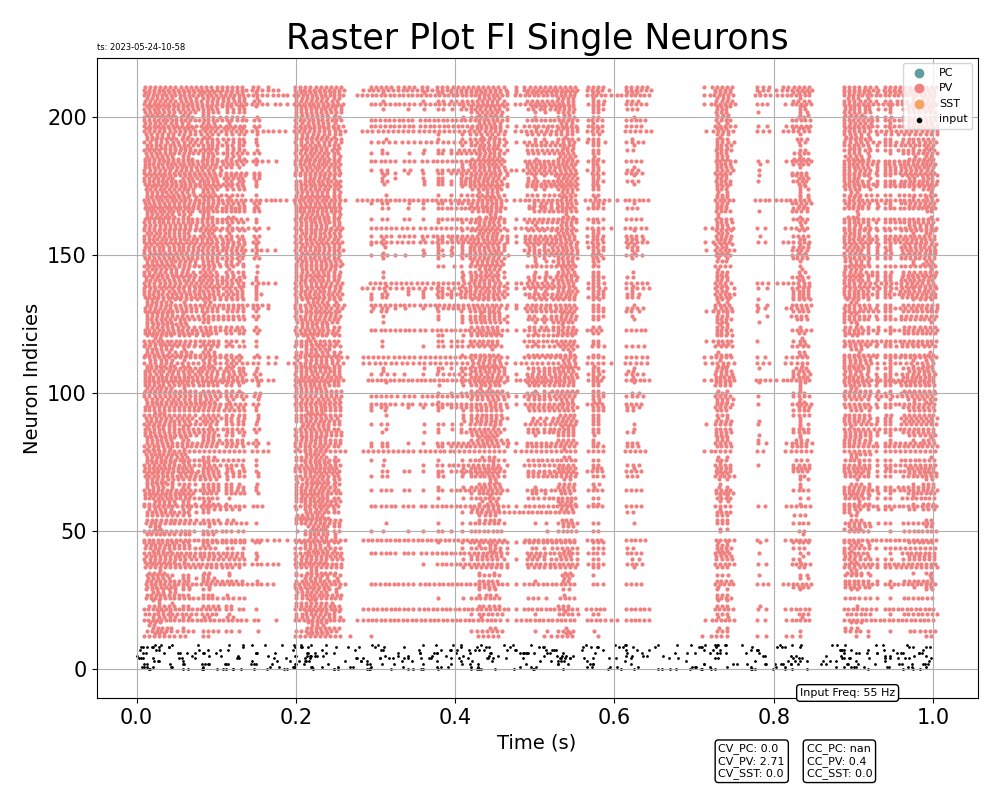 Raster Plot FI Single Neurons
ts: 2023-05-24-10-58
PC
PV
SST
input
200
150
100
50
0
Neuron Indicies
0.0 0.2 0.4 0.6 0.8 1.0
Time (s)
Input Freq: 55 Hz
CV_PC: 0.0
CV_PV: 2.71
CV_SST: 0.0
CC_PC: nan
CC_PV: 0.4
CC_SST: 0.0